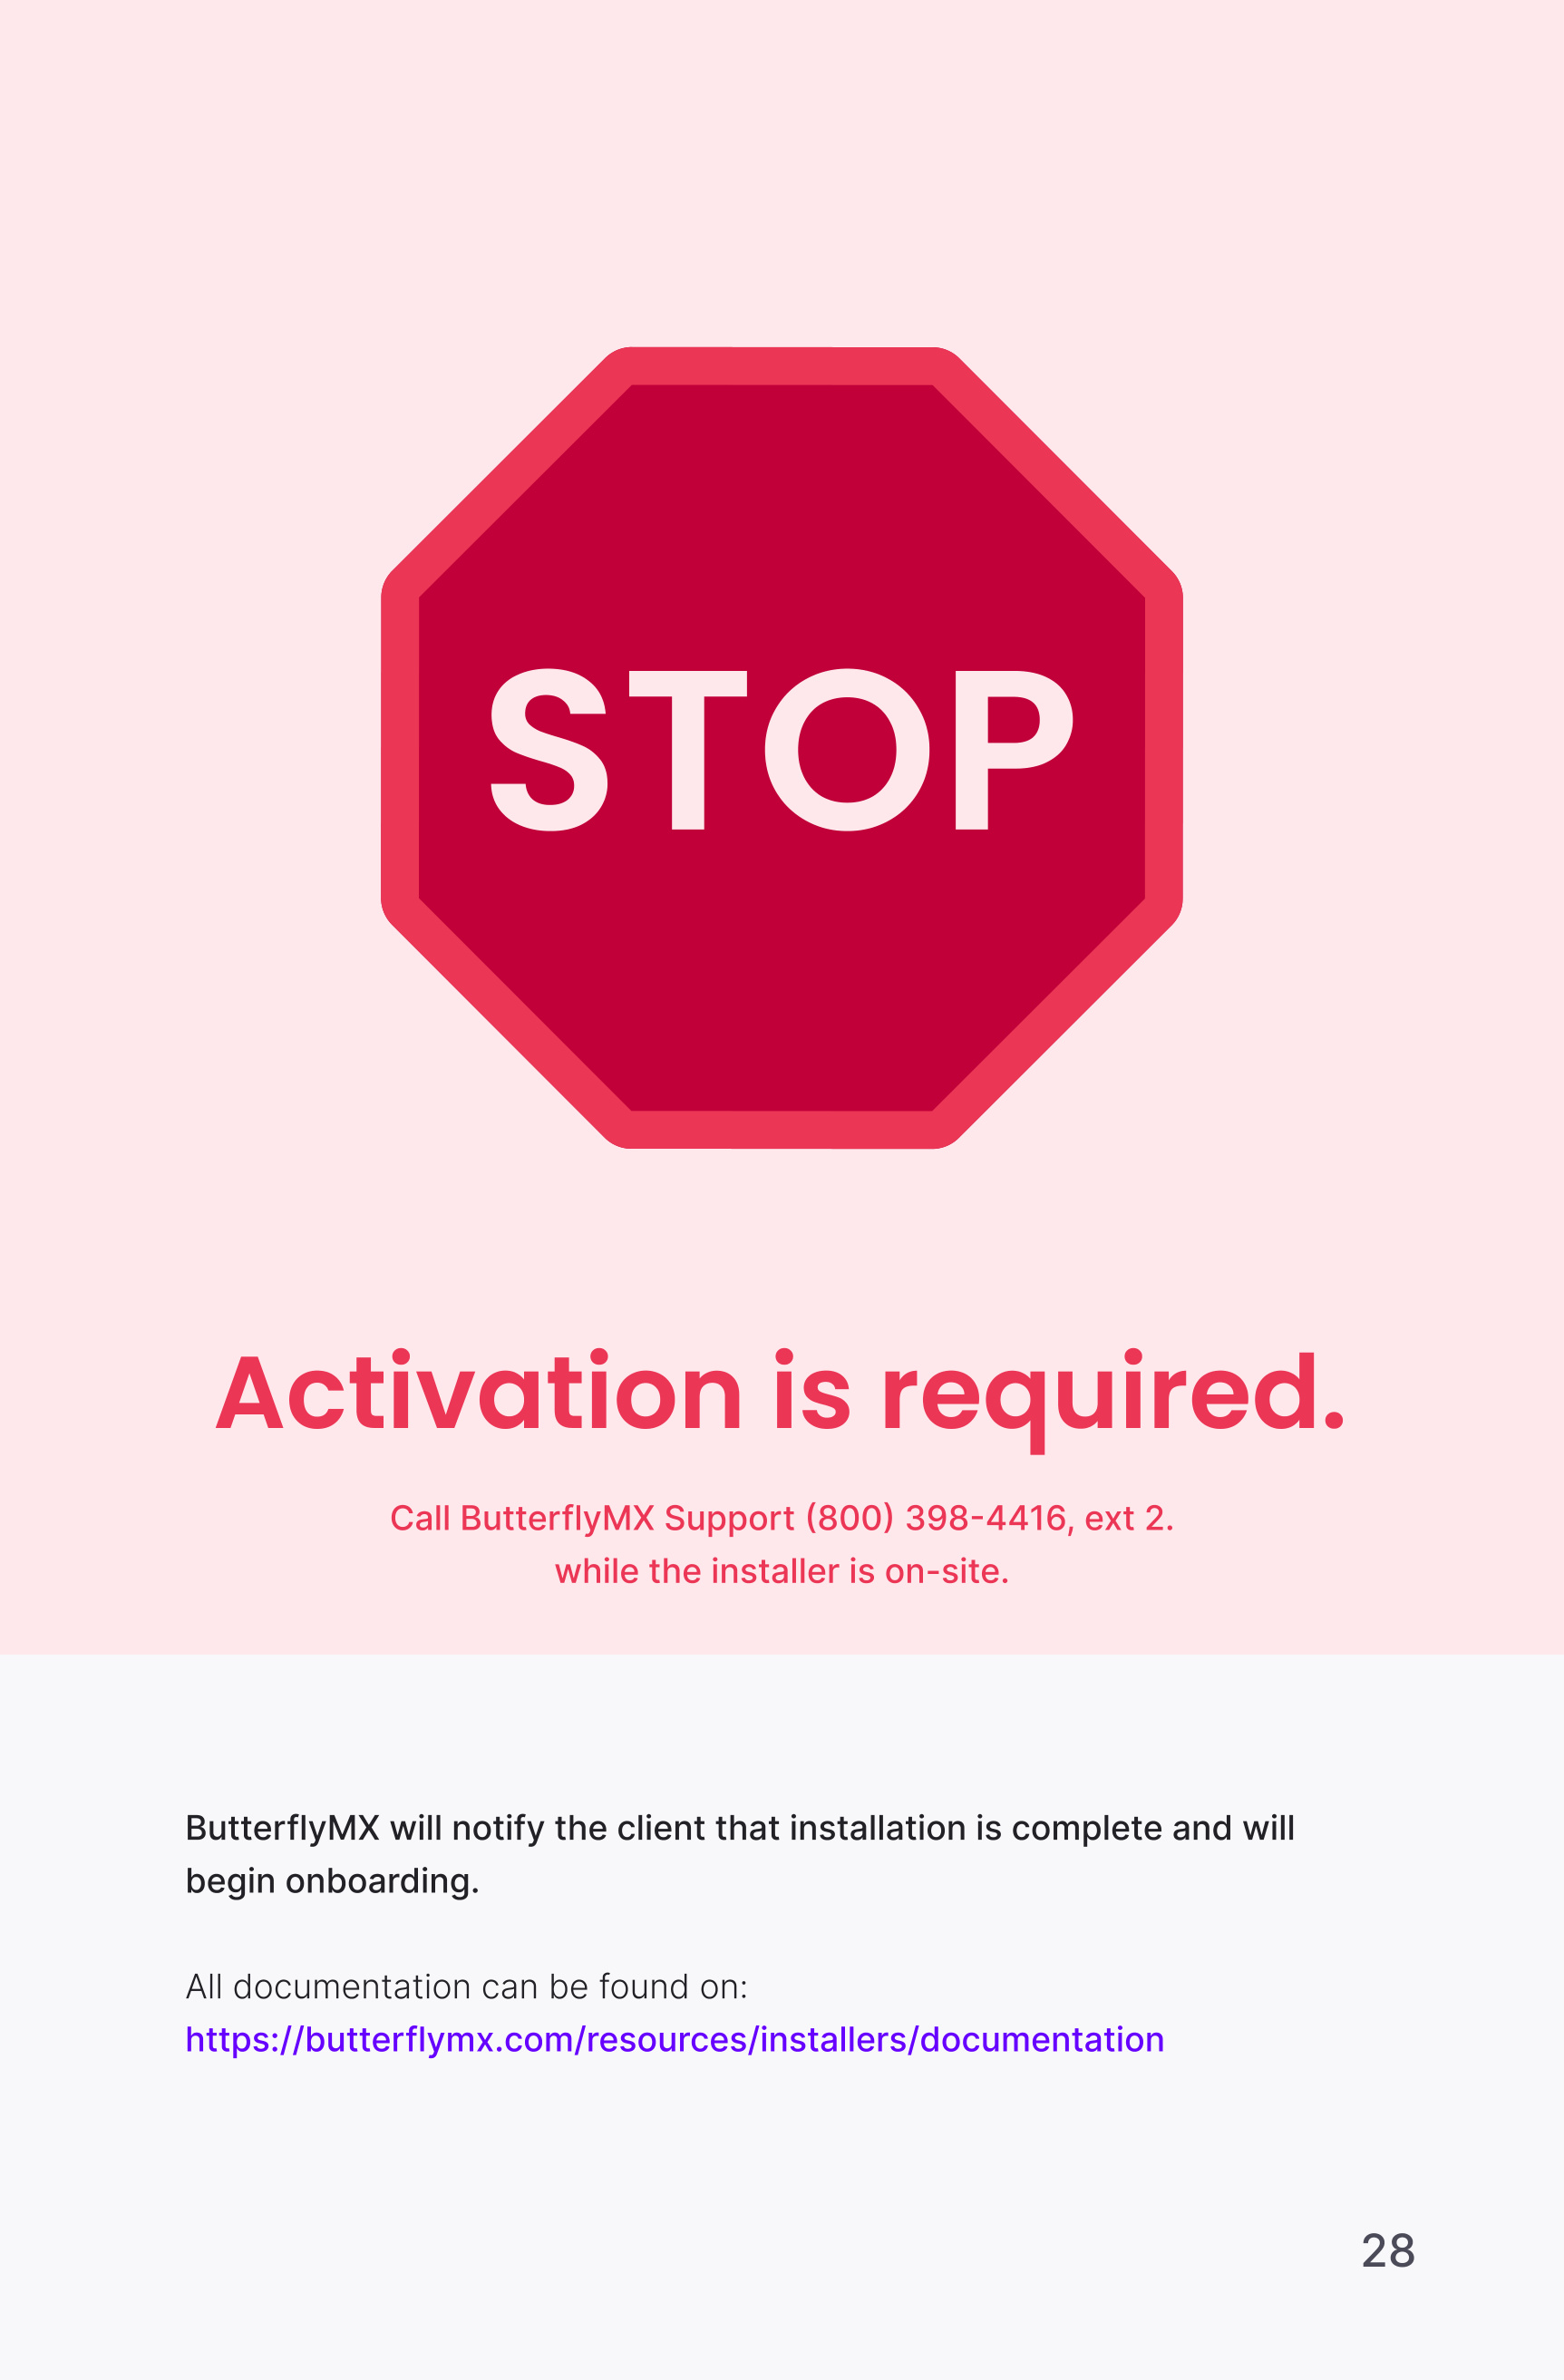 STOP
Activation is required.
Call ButterflyMX Support (800) 398-4416, ext 2.
while the installer is on-site.
ButterflyMX will notify the client that installation is complete and will
begin onboarding.
All documentation can be found on:
https://butterflymx.com/resources/installers/documentation
28